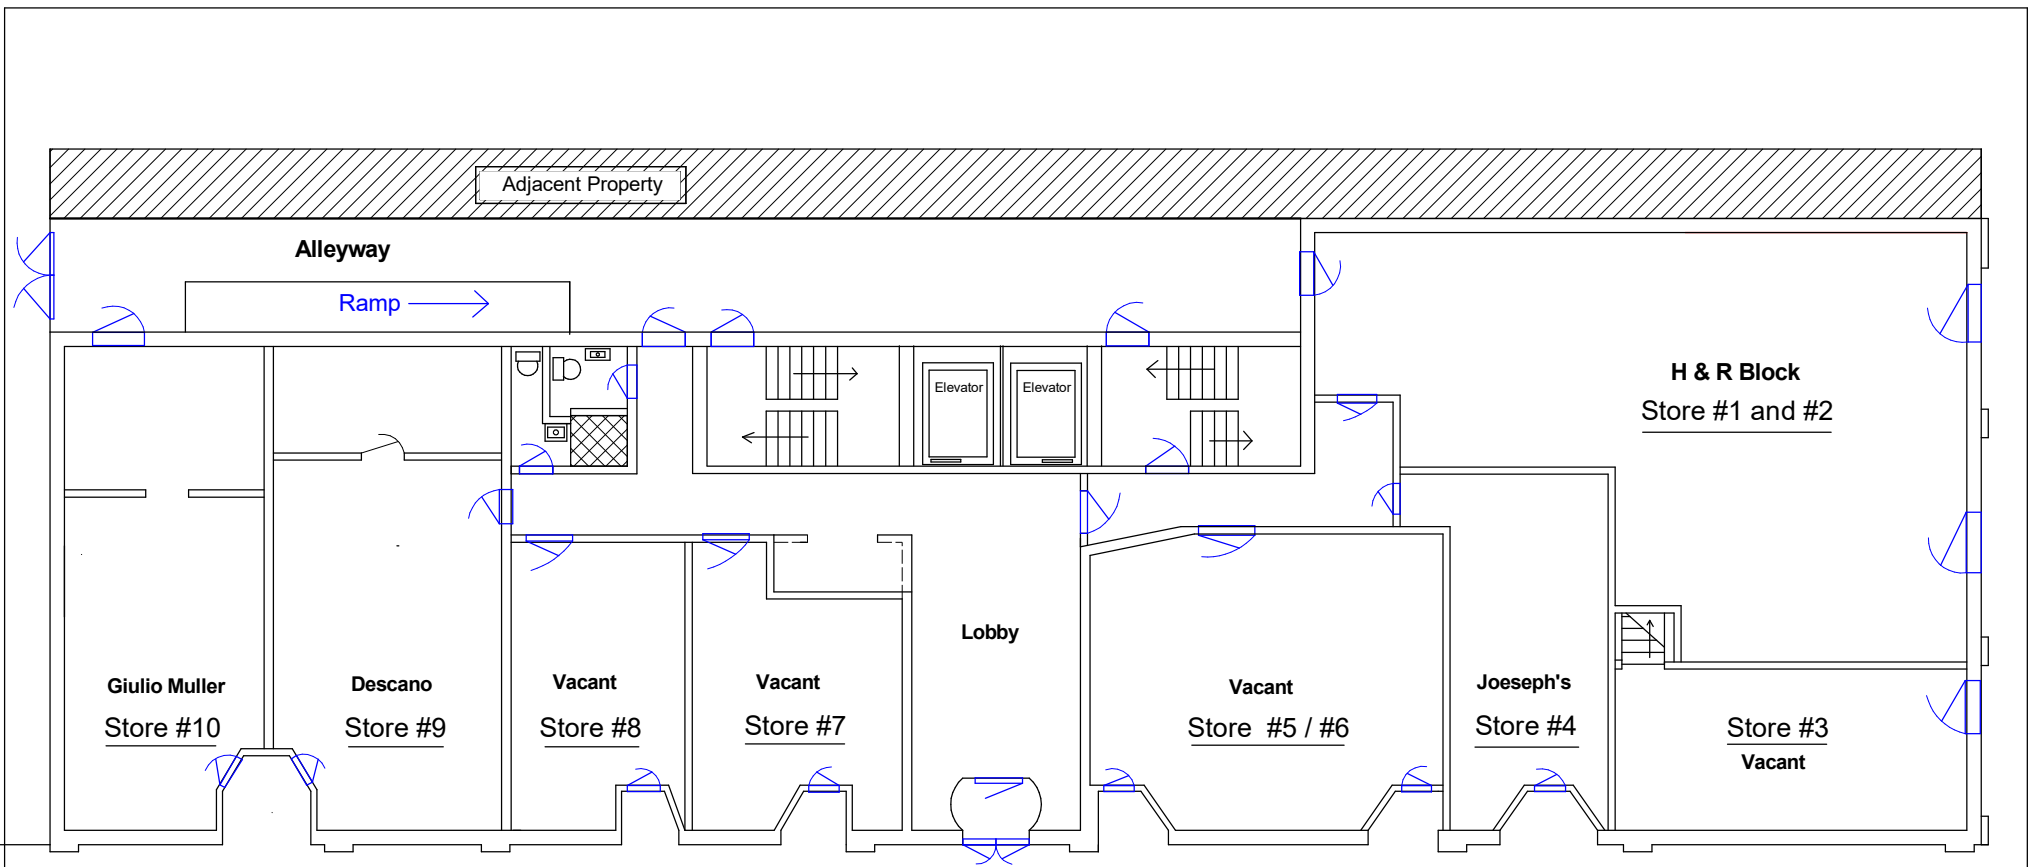 Adjacent Property
Alleyway
Ramp
Elevator
Elevator
H & R Block
Store #1 and #2
Lobby
Giulio Muller
Store #10
Descano
Store #9
Vacant
Store #8
Vacant
Store #7
Vacant
Store #5 / #6
Joeseph's
Store #4
Store #3
Vacant